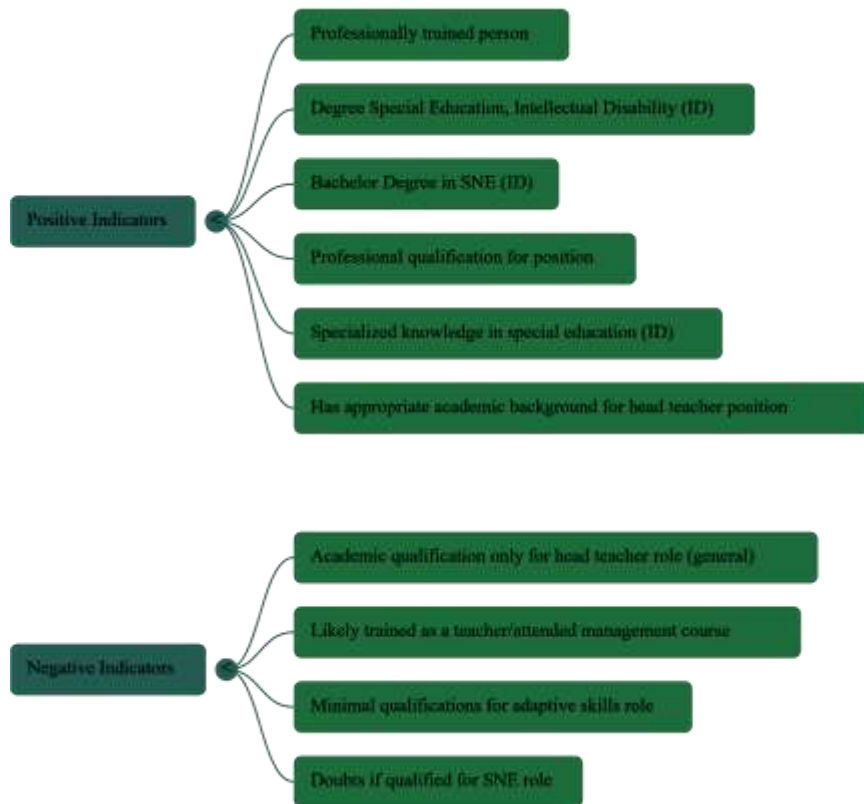 Positive Indicators
Professionally trained person
Degree Special Education, Intellectual Disability (ID)
Bachelor Degree in SNE (ID)
Professional qualification for position
Specialized knowledge in special education (ID)
Has appropriate academic background for head teacher position
Negative Indicators
Academic qualification only for head teacher role (general)
Likely trained as a teacher/attended management course
Minimal qualifications for adaptive skills role
Doubts if qualified for SNE role